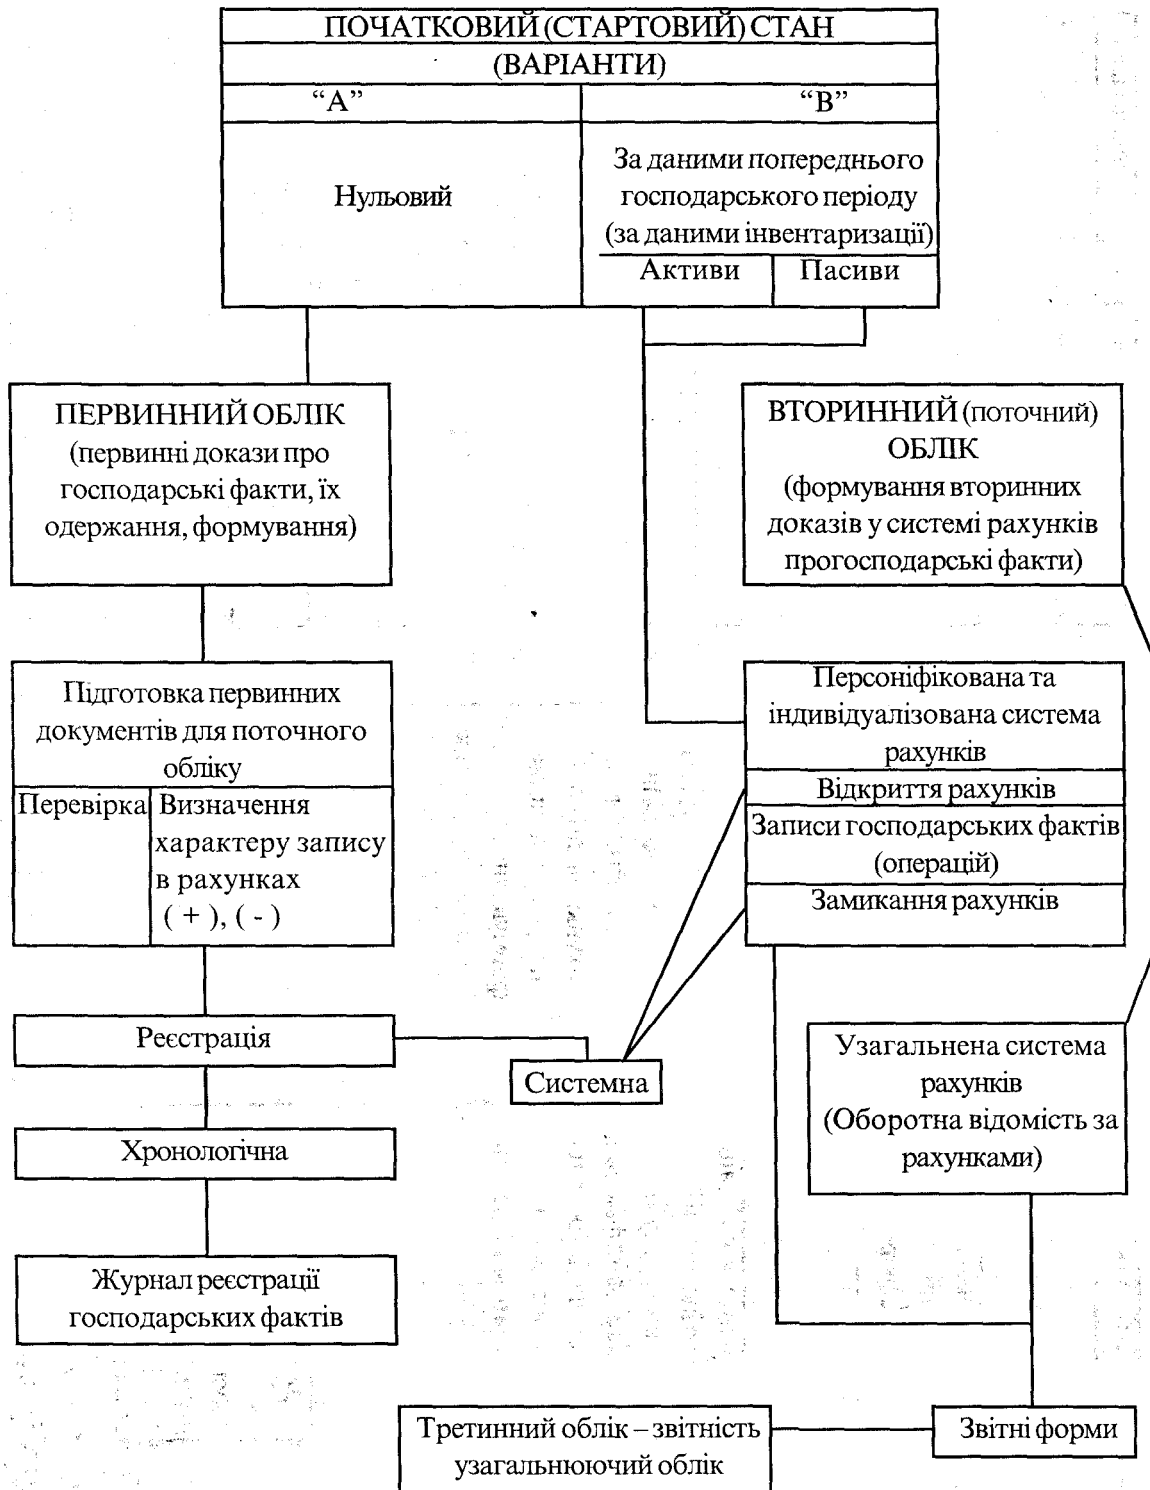 ПОЧАТКОВИЙ (СТАРТОВИЙ) СТАН
(ВАРІАНТИ)
“А”
“В”
Нульовий
За даними попереднього
господарського періоду
(за даними інвентаризації)
Активи
Пасиви
ПЕРВИННИЙ ОБЛІК
(первинні докази про
господарські факти, їх
одержання, формування)
ВТОРИННИЙ (поточний)
ОБЛІК
(формування вторинних
доказів у системі рахунків
прогосподарські факти)
Підготовка первинних
документів для поточного
обліку
Перевірка
Визначення
характеру запису
в рахунках
( + ), ( - )
Персоніфікована та
індивідуалізована система
рахунків
Відкриття рахунків
Записи господарських фактів
(операцій)
Замикання рахунків
Реєстрація
Системна
Узагальнена система
рахунків
(Оборотна відомість за
рахунками)
Хронологічна
Журнал реєстрації
господарських фактів
Третинний облік – звітність
узагальнюючий облік
Звітні форми